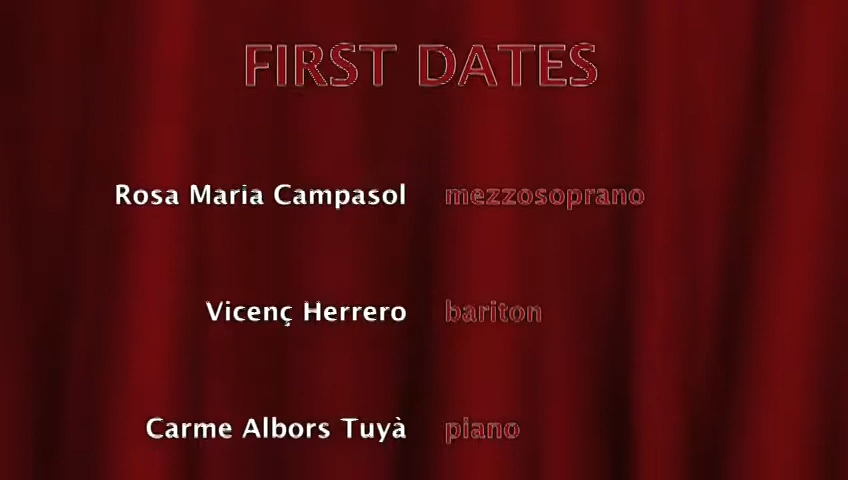 FIRST DATES
Rosa Maria Campasol mezzosoprano
Vicenç Herrero bariton
Carme Albors Tuyà piano